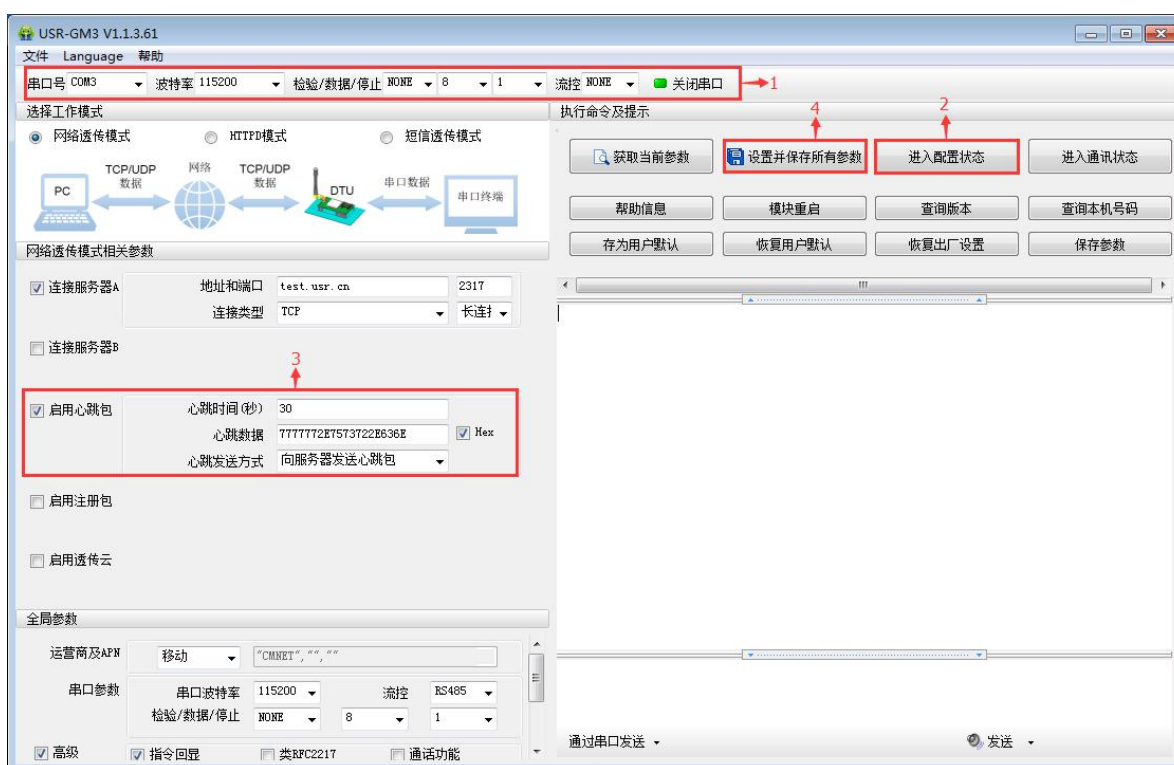 USR-GM3 V1.1.3.61
文件 Language 帮助
串口号 COM3 波特率 115200 检验/数据/停止 NONE 8 1 流控 NONE 关闭串口 1
选择工作模式
网络透传模式 HTTPD模式 短信透传模式
PC TCP/UDP 数据 网络 TCP/UDP 数据 DTU 串口数据 串口终端
网络透传模式相关参数
连接服务器A 地址和端口 test.usr.cn 2317
连接类型 TCP
连接服务器B
3
启用心跳包 心跳时间(秒) 30
心跳数据 7777772E7573722E636E Hex
心跳发送方式 向服务器发送心跳包
启用注册包
启用透传云
全局参数
运营商及APN 移动 "CMNET","",""
串口参数 串口波特率 115200 流控 RS485
检验/数据/停止 NONE 8 1
高级 指令回显 类RFC2217 通话功能
执行命令及提示
4 2
获取当前参数 设置并保存所有参数 进入配置状态 进入通讯状态
帮助信息 模块重启 查询版本 查询本机号码
存为用户默认 恢复用户默认 恢复出厂设置 保存参数
通过串口发送 发送